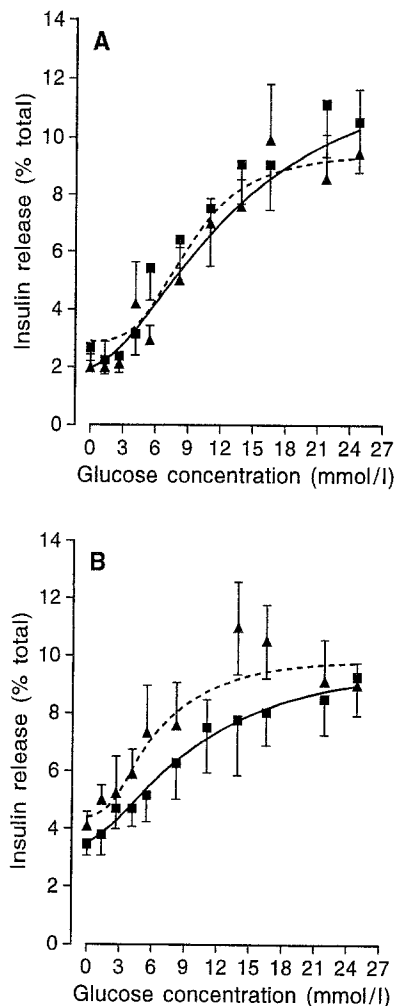 A
14
12
10
8
6
4
2
0
Insulin release (% total)
0 3 6 9 12 15 18 21 24 27
Glucose concentration (mmol/l)
B
14
12
10
8
6
4
2
0
Insulin release (% total)
0 3 6 9 12 15 18 21 24 27
Glucose concentration (mmol/l)